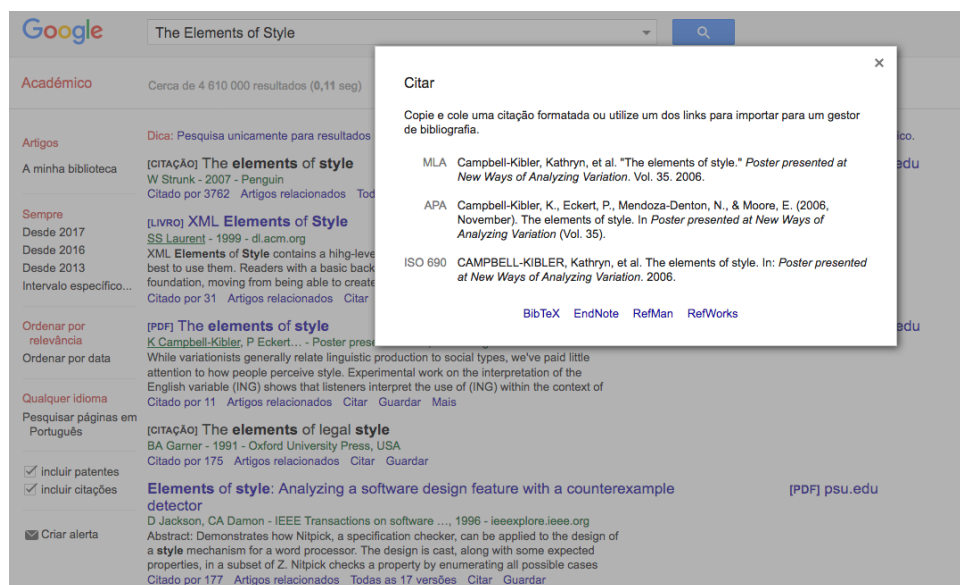 Google
The Elements of Style
Académico
Cerca de 4 610 000 resultados (0,11 seg)
Artigos
A minha biblioteca
Sempre
Desde 2017
Desde 2016
Desde 2013
Intervalo específico...
Ordenar por
relevância
Ordenar por data
Qualquer idioma
Pesquisar páginas em
Português
incluir patentes
incluir citações
Criar alerta
Dica: Pesquisa unicamente para resultados
[CITAÇÃO] The elements of style
W Strunk - 2007 - Penguin
Citado por 3762 Artigos relacionados
[LIVRO] XML Elements of Style
SS Laurent - 1999 - dl.acm.org
XML Elements of Style contains a hihg-leve
best to use them. Readers with a basic back
foundation, moving from being able to create
Citado por 31 Artigos relacionados Citar
[PDF] The elements of style
K Campbell-Kibler, P Eckert... - Poster prese
While variationists generally relate linguistic production to social types, we've paid little
attention to how people perceive style. Experimental work on the interpretation of the
English variable (ING) shows that listeners interpret the use of (ING) within the context of
Citado por 11 Artigos relacionados Citar Guardar Mais
[CITAÇÃO] The elements of legal style
BA Garner - 1991 - Oxford University Press, USA
Citado por 175 Artigos relacionados Citar Guardar
Elements of style: Analyzing a software design feature with a counterexample
detector
[PDF] psu.edu
D Jackson, CA Damon - IEEE Transactions on software ..., 1996 - ieeexplore.ieee.org
Abstract: Demonstrates how Nitpick, a specification checker, can be applied to the design of
a style mechanism for a word processor. The design is cast, along with some expected
properties, in a subset of Z. Nitpick checks a property by enumerating all possible cases
Citado por 177 Artigos relacionados Todas as 17 versões Citar Guardar
Citar
Copie e cole uma citação formatada ou utilize um dos links para importar para um gestor
de bibliografia.
MLA Campbell-Kibler, Kathryn, et al. "The elements of style." Poster presented at
New Ways of Analyzing Variation. Vol. 35. 2006.
APA Campbell-Kibler, K., Eckert, P., Mendoza-Denton, N., & Moore, E. (2006,
November). The elements of style. In Poster presented at New Ways of
Analyzing Variation (Vol. 35).
ISO 690 CAMPBELL-KIBLER, Kathryn, et al. The elements of style. In: Poster presented
at New Ways of Analyzing Variation. 2006.
BibTeX EndNote RefMan RefWorks